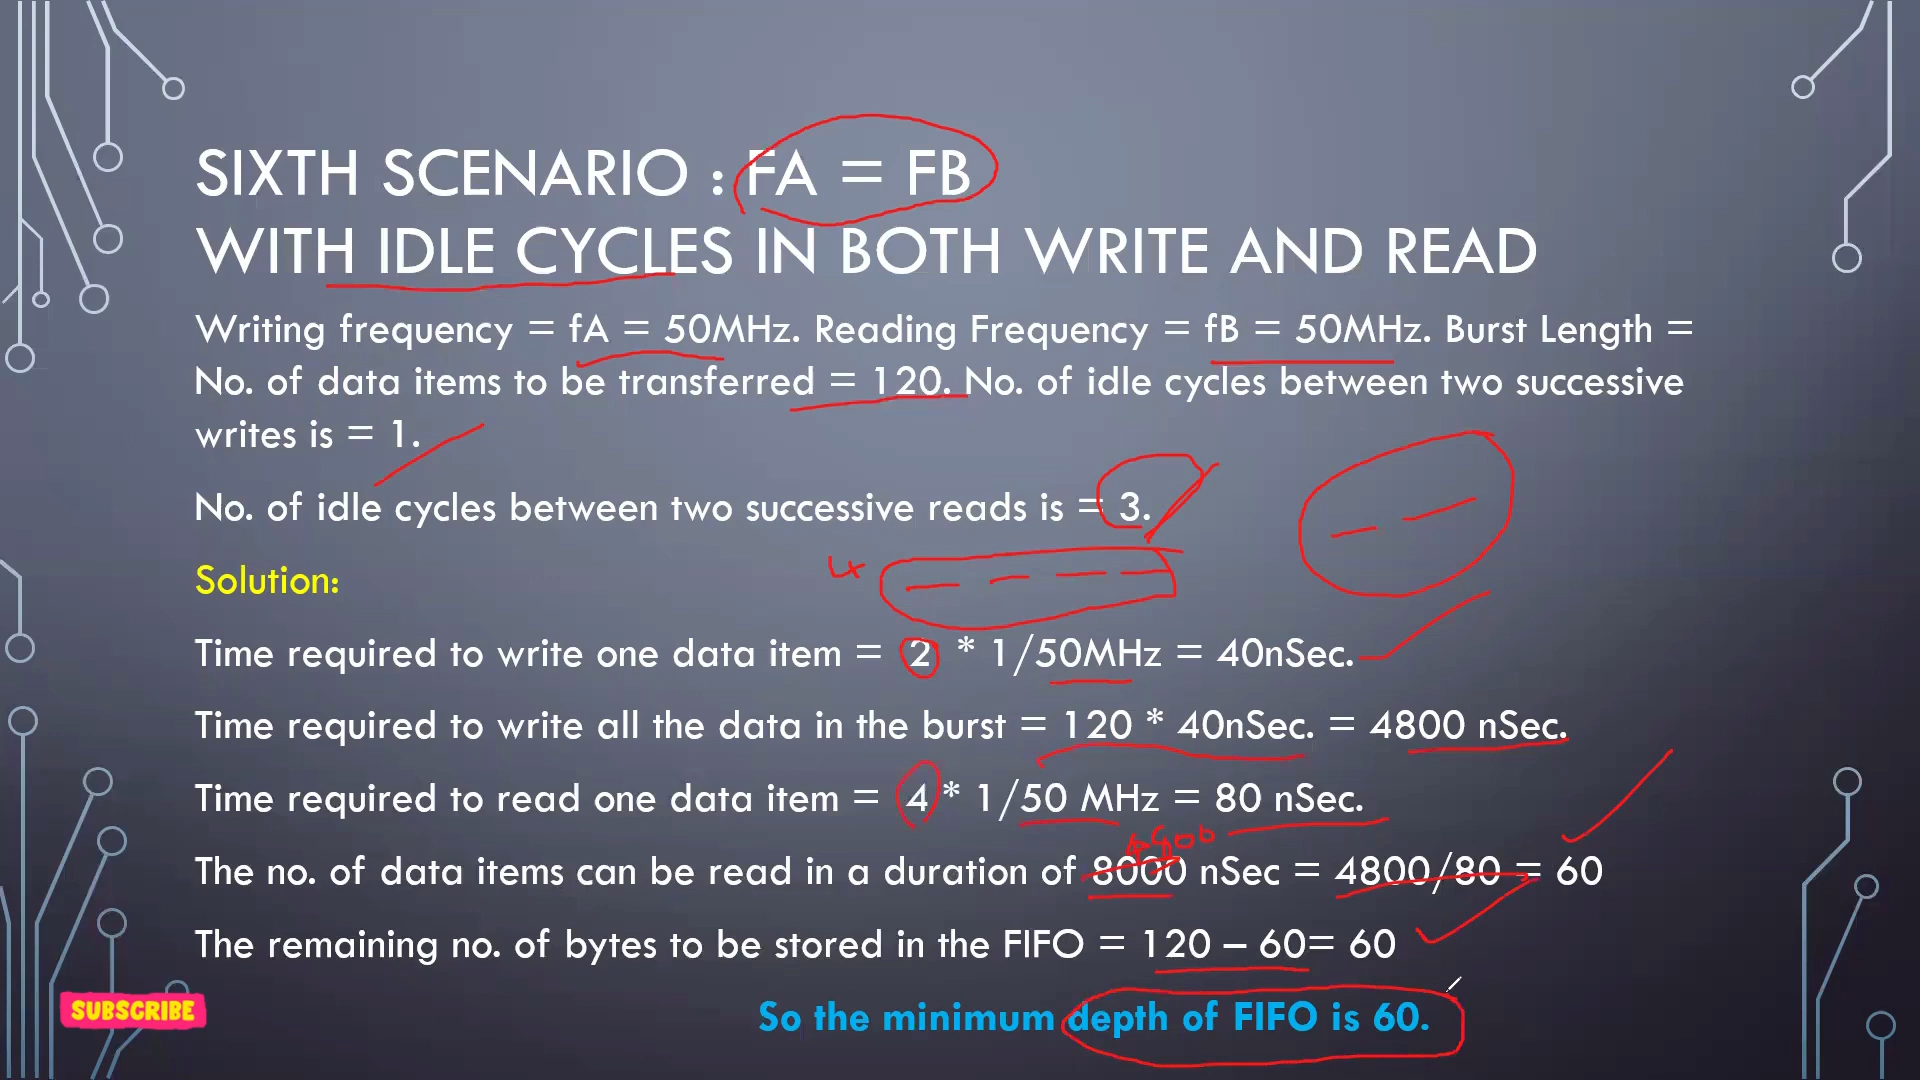 SIXTH SCENARIO : FA = FB
WITH IDLE CYCLES IN BOTH WRITE AND READ
Writing frequency = fA = 50MHz. Reading Frequency = fB = 50MHz. Burst Length =
No. of data items to be transferred = 120. No. of idle cycles between two successive
writes is = 1.
No. of idle cycles between two successive reads is = 3.
Solution:
Time required to write one data item = 2 * 1/50MHz = 40nSec.
Time required to write all the data in the burst = 120 * 40nSec. = 4800 nSec.
Time required to read one data item = 4 * 1/50 MHz = 80 nSec.
The no. of data items can be read in a duration of 8000 nSec = 4800/80 = 60
The remaining no. of bytes to be stored in the FIFO = 120 – 60= 60
SUBSCRIBE
So the minimum depth of FIFO is 60.